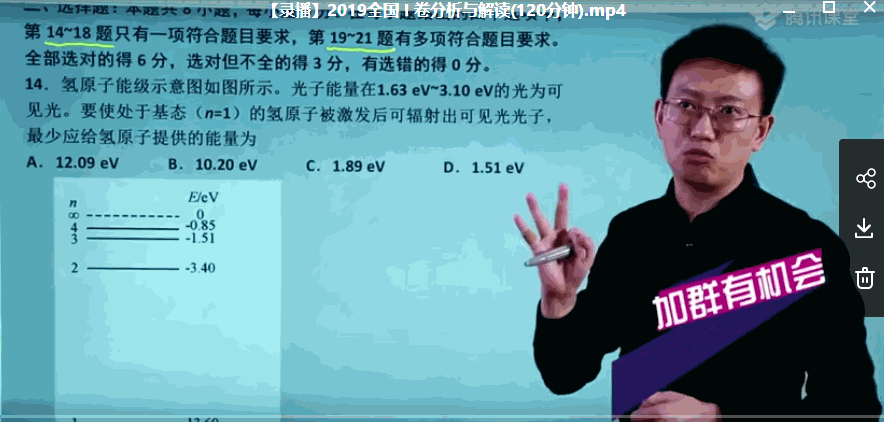 【录播】2019全国Ⅰ卷分析与解读(120分钟).mp4
腾讯课堂
二、选择题：本题共 8 小题，每
第 14~18 题只有一项符合题目要求，第 19~21 题有多项符合题目要求。
全部选对的得 6 分，选对但不全的得 3 分，有选错的得 0 分。
14．氢原子能级示意图如图所示。光子能量在1.63 eV~3.10 eV的光为可
见光。要使处于基态（n=1）的氢原子被激发后可辐射出可见光光子，
最少应给氢原子提供的能量为
A．12.09 eV B．10.20 eV C．1.89 eV D．1.51 eV
n E/eV
∞ 0
4 -0.85
3 -1.51
2 -3.40
加群有机会